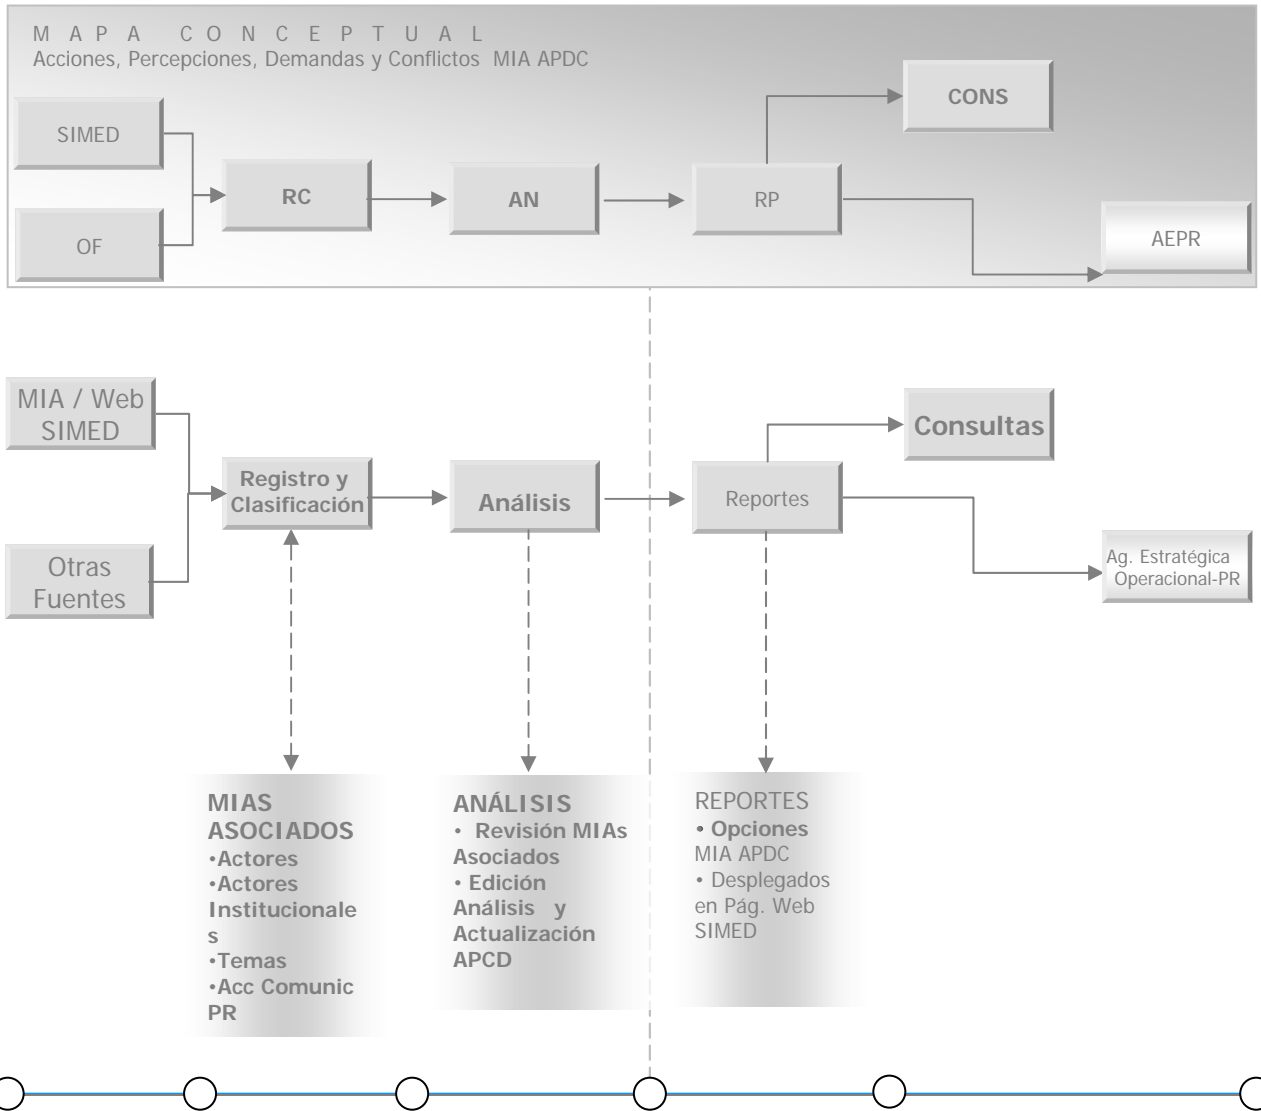 MAPA CONCEPTUAL
Acciones, Percepciones, Demandas y Conflictos MIA APDC
CONS
SIMED
RC
AN
RP
OF
AEPR
MIA / Web
SIMED
Consultas
Registro y
Clasificación
Análisis
Reportes
Otras
Fuentes
Ag. Estratégica
Operacional-PR
MIAS
ASOCIADOS
•Actores
•Actores
Institucionale
s
•Temas
•Acc Comunic
PR
ANÁLISIS
• Revisión MIAs
Asociados
• Edición
Análisis y
Actualización
APCD
REPORTES
• Opciones
MIA APDC
• Desplegados
en Pág. Web
SIMED